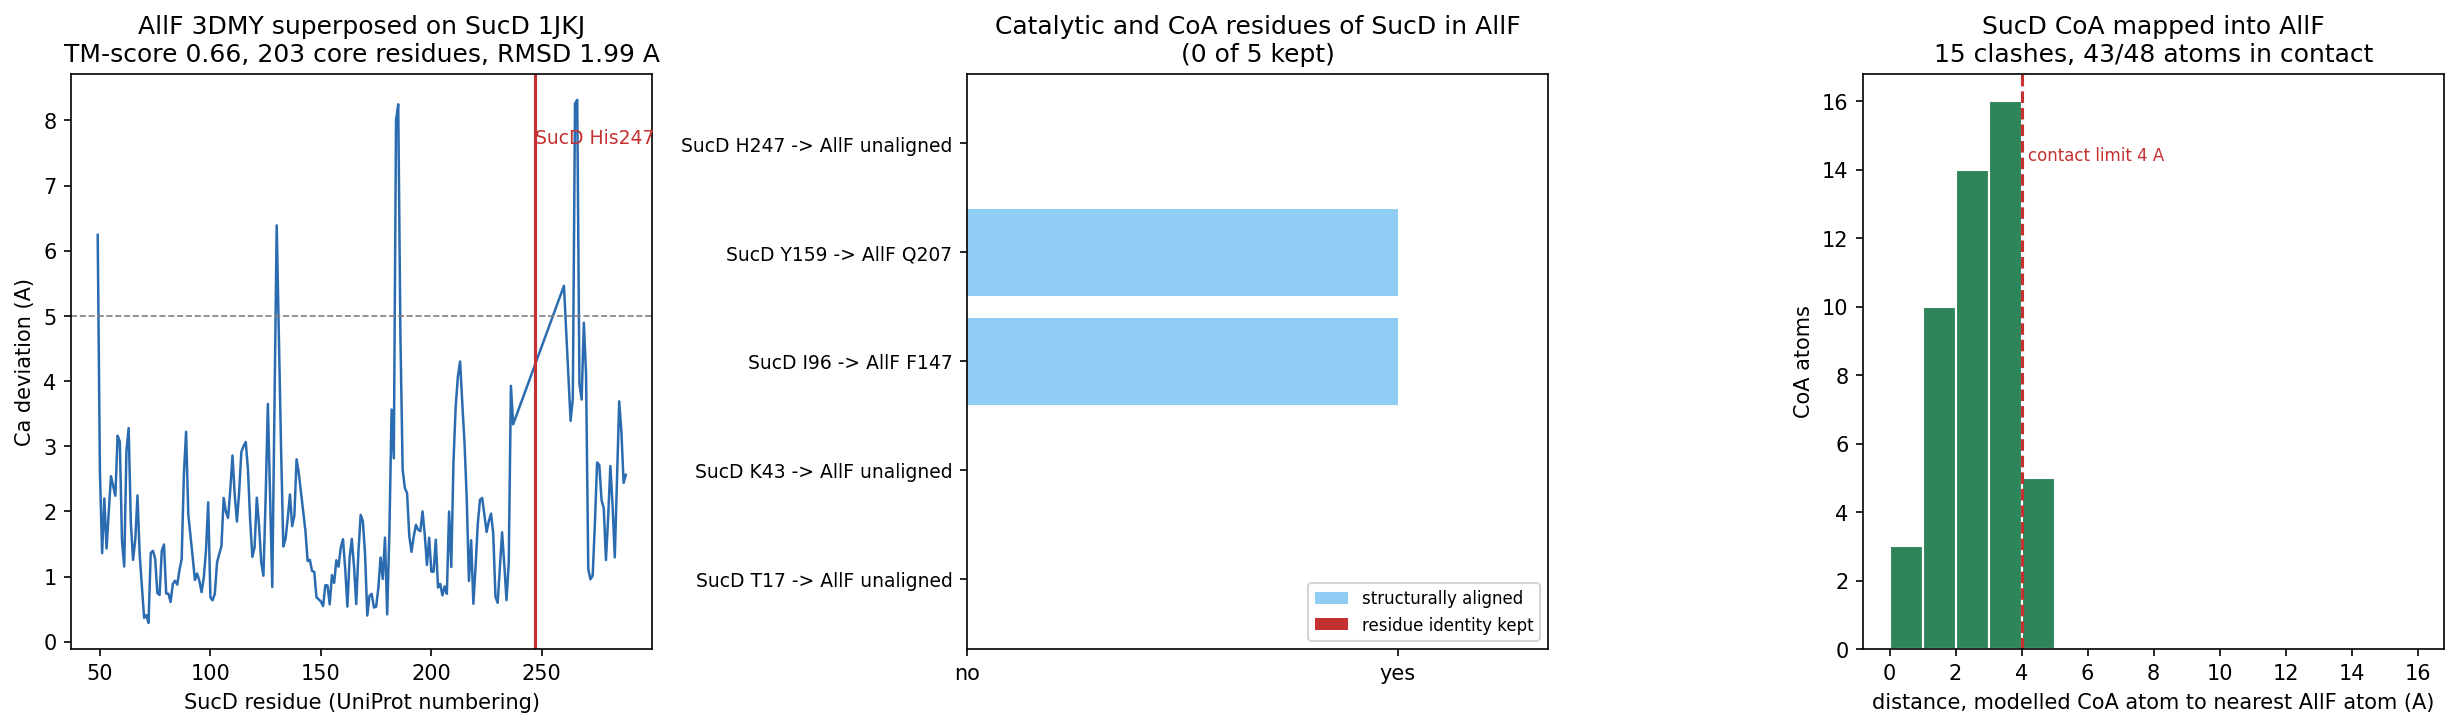 AllF 3DMY superposed on SucD 1JKJ
TM-score 0.66, 203 core residues, RMSD 1.99 A
Ca deviation (A)
8
7
6
5
4
3
2
1
0
SucD His247
50 100 150 200 250
SucD residue (UniProt numbering)
Catalytic and CoA residues of SucD in AllF
(0 of 5 kept)
SucD H247 -> AllF unaligned
SucD Y159 -> AllF Q207
SucD I96 -> AllF F147
SucD K43 -> AllF unaligned
SucD T17 -> AllF unaligned
structurally aligned
residue identity kept
no yes
SucD CoA mapped into AllF
15 clashes, 43/48 atoms in contact
CoA atoms
16
14
12
10
8
6
4
2
0
contact limit 4 A
0 2 4 6 8 10 12 14 16
distance, modelled CoA atom to nearest AllF atom (A)